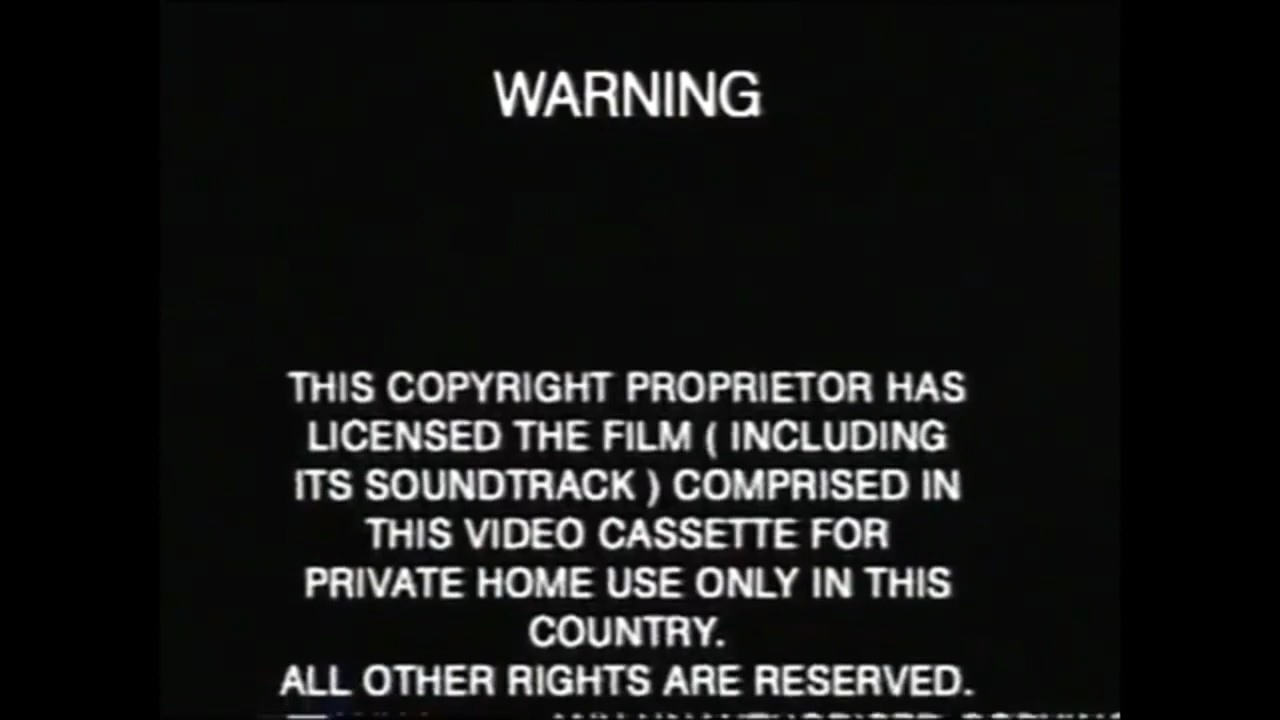 WARNING
THIS COPYRIGHT PROPRIETOR HAS
LICENSED THE FILM ( INCLUDING
ITS SOUNDTRACK ) COMPRISED IN
THIS VIDEO CASSETTE FOR
PRIVATE HOME USE ONLY IN THIS
COUNTRY.
ALL OTHER RIGHTS ARE RESERVED.